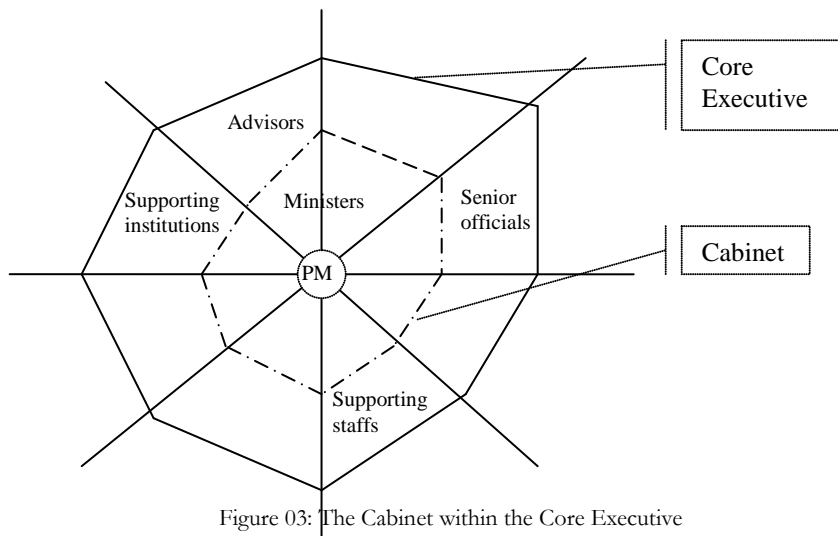 Core
Executive
Advisors
Supporting
institutions
Ministers
Senior
officials
Cabinet
PM
Supporting
staffs
Figure 03: The Cabinet within the Core Executive